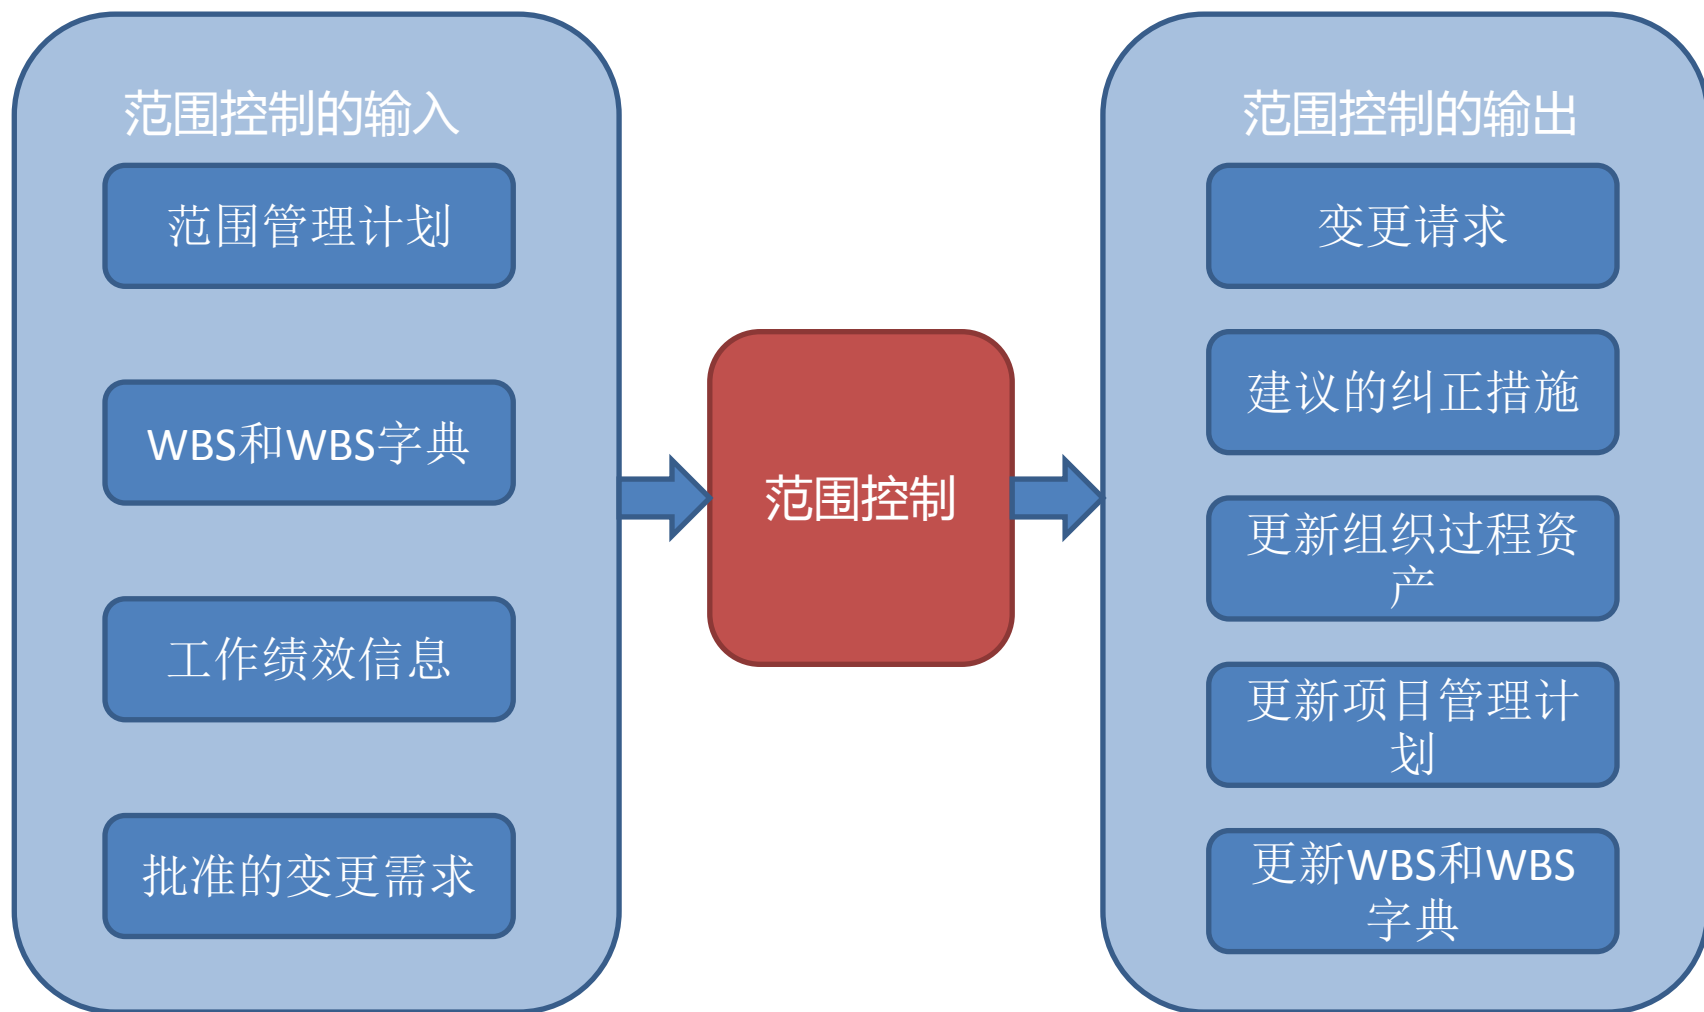 范围控制的输入
范围管理计划
WBS和WBS字典
工作绩效信息
批准的变更需求
范围控制
范围控制的输出
变更请求
建议的纠正措施
更新组织过程资
产
更新项目管理计
划
更新WBS和WBS
字典